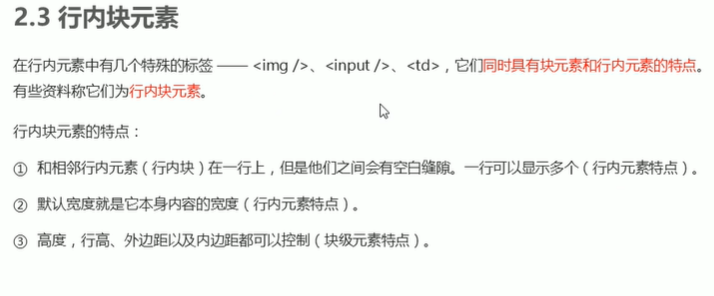 2.3 行内块元素
在行内元素中有几个特殊的标签 —— <img />、<input />、<td>，它们同时具有块元素和行内元素的特点。
有些资料称它们为行内块元素。
行内块元素的特点：
① 和相邻行内元素（行内块）在一行上，但是他们之间会有空白缝隙。一行可以显示多个（行内元素特点）。
② 默认宽度就是它本身内容的宽度（行内元素特点）。
③ 高度，行高、外边距以及内边距都可以控制（块级元素特点）。